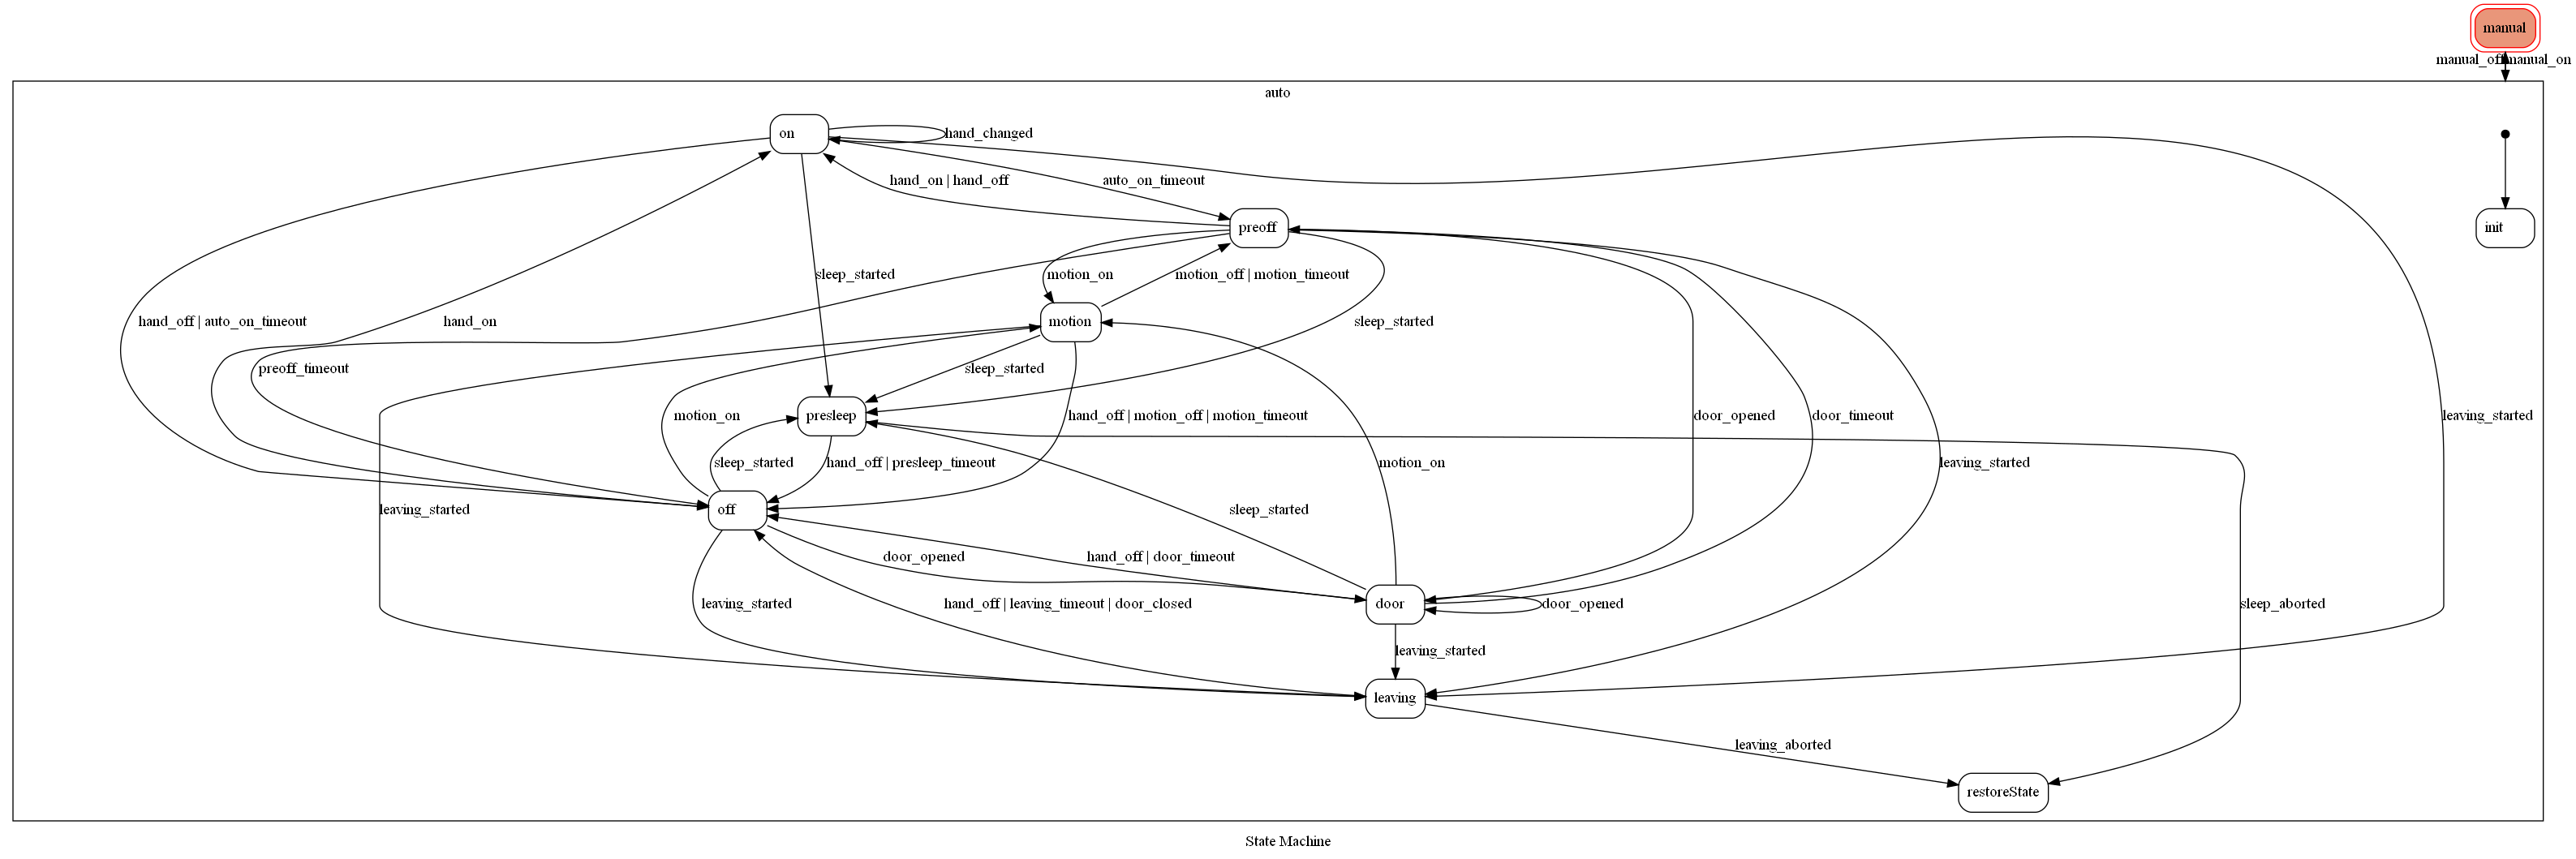 manual
manual_off
manual_on
auto
on
hand_changed
hand_on | hand_off
auto_on_timeout
preoff
init
sleep_started
motion_on
motion_off | motion_timeout
hand_off | auto_on_timeout
hand_on
motion
sleep_started
preoff_timeout
sleep_started
presleep
motion_on
hand_off | motion_off | motion_timeout
door_opened
door_timeout
leaving_started
sleep_started
hand_off | presleep_timeout
motion_on
leaving_started
leaving_started
off
sleep_started
door_opened
hand_off | door_timeout
leaving_started
hand_off | leaving_timeout | door_closed
door
door_opened
sleep_aborted
leaving_started
leaving
leaving_aborted
restoreState
State Machine